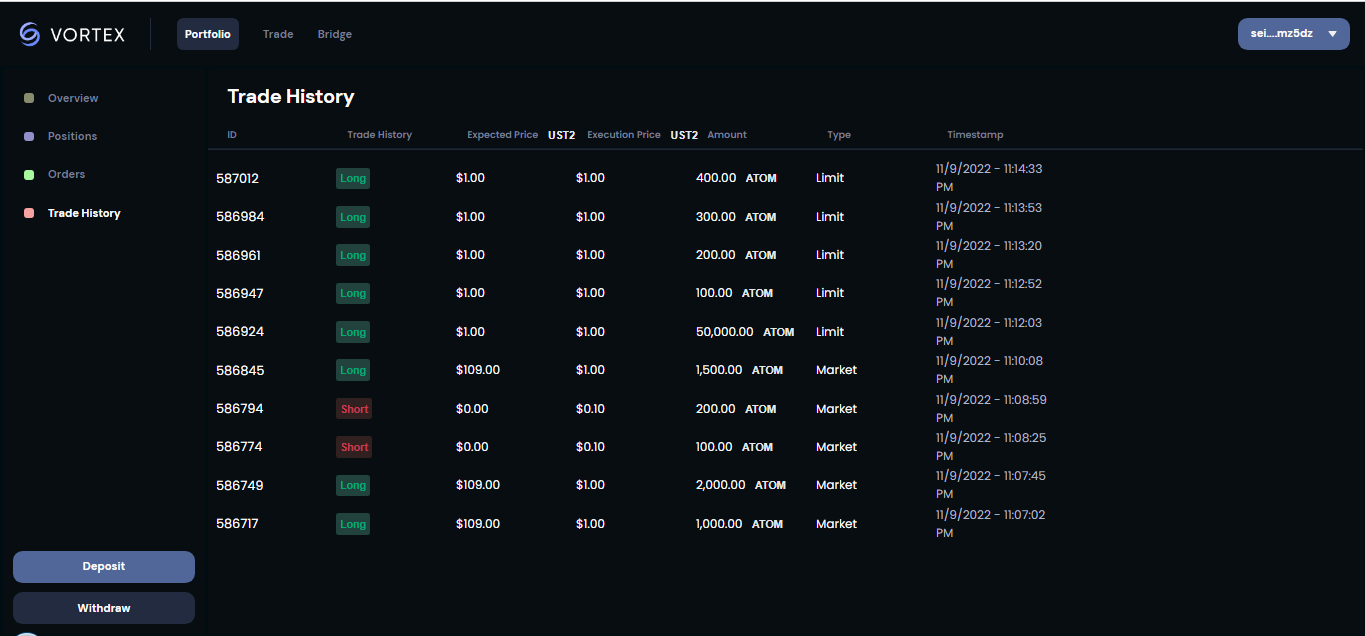 VORTEX Portfolio Trade Bridge sei....mz5dz
Overview
Positions
Orders
Trade History
Trade History
ID Trade History Expected Price UST2 Execution Price UST2 Amount Type Timestamp
587012 Long $1.00 $1.00 400.00 ATOM Limit 11/9/2022 - 11:14:33
PM
586984 Long $1.00 $1.00 300.00 ATOM Limit 11/9/2022 - 11:13:53
PM
586961 Long $1.00 $1.00 200.00 ATOM Limit 11/9/2022 - 11:13:20
PM
586947 Long $1.00 $1.00 100.00 ATOM Limit 11/9/2022 - 11:12:52
PM
586924 Long $1.00 $1.00 50,000.00 ATOM Limit 11/9/2022 - 11:12:03
PM
586845 Long $109.00 $1.00 1,500.00 ATOM Market 11/9/2022 - 11:10:08
PM
586794 Short $0.00 $0.10 200.00 ATOM Market 11/9/2022 - 11:08:59
PM
586774 Short $0.00 $0.10 100.00 ATOM Market 11/9/2022 - 11:08:25
PM
586749 Long $109.00 $1.00 2,000.00 ATOM Market 11/9/2022 - 11:07:45
PM
586717 Long $109.00 $1.00 1,000.00 ATOM Market 11/9/2022 - 11:07:02
PM
Deposit
Withdraw